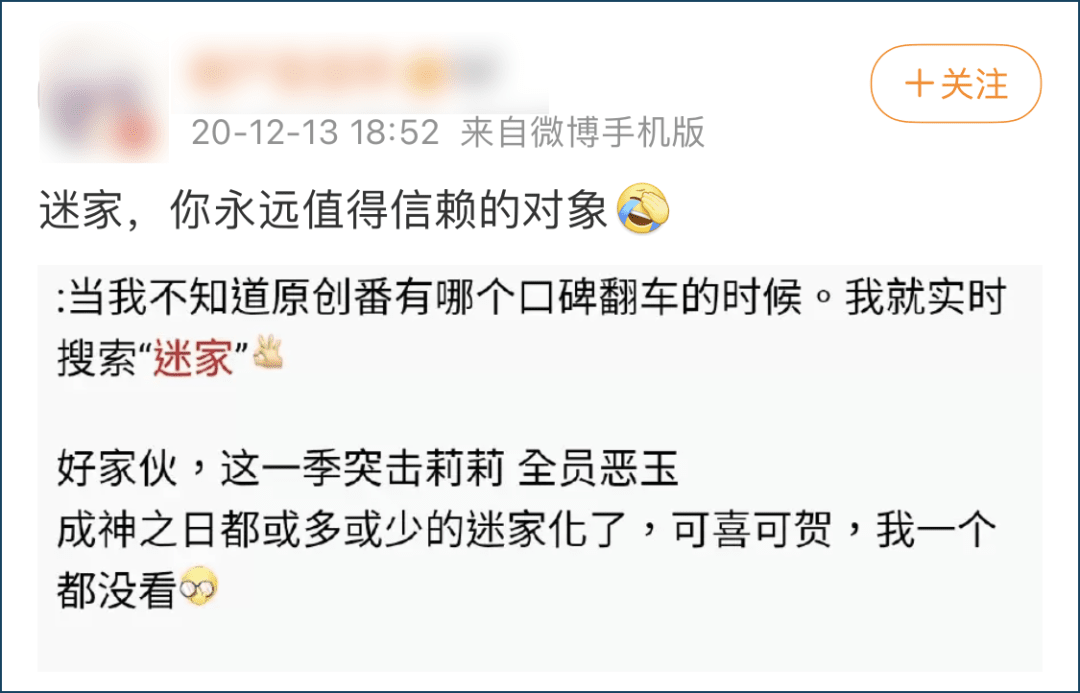 +关注
20-12-13 18:52 来自微博手机版
迷家，你永远值得信赖的对象
:当我不知道原创番有哪个口碑翻车的时候。我就实时
搜索“迷家”
好家伙，这一季突击莉莉 全员恶玉
成神之日都或多或少的迷家化了，可喜可贺，我一个
都没看